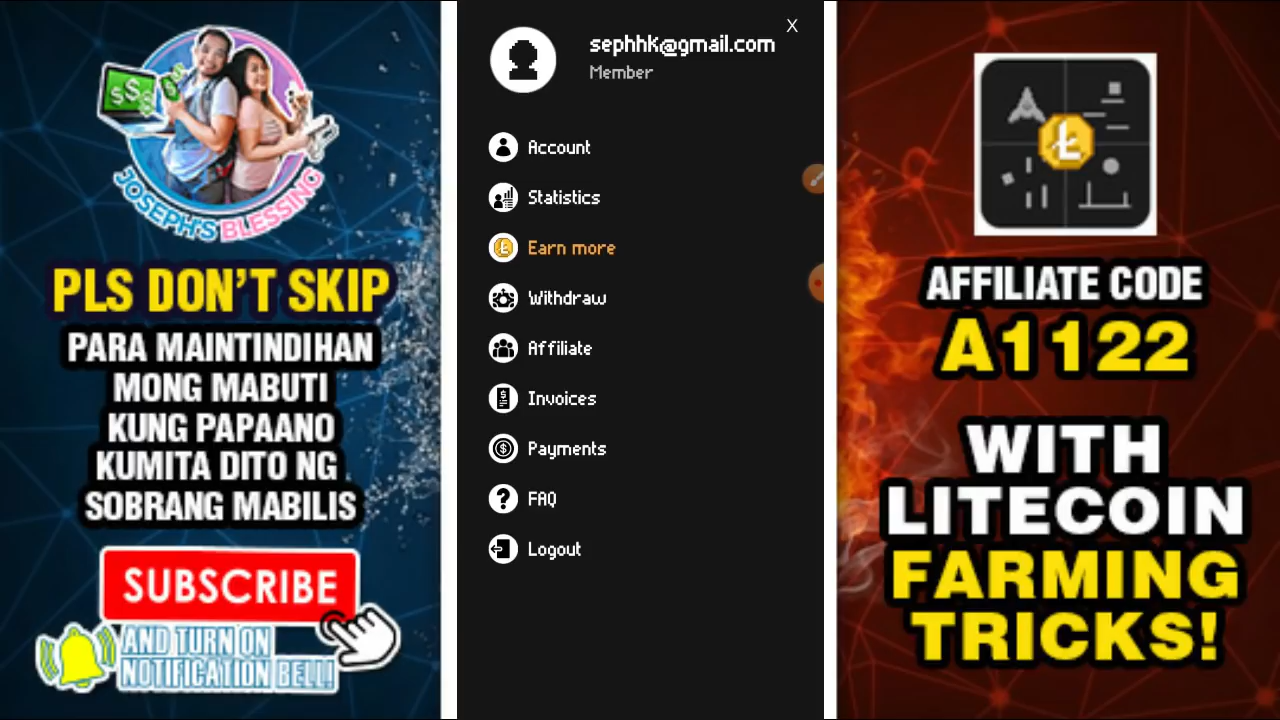 JOSEPH'S BLESSING
PLS DON'T SKIP
PARA MAINTINDIHAN
MONG MABUTI
KUNG PAPAANO
KUMITA DITO NG
SOBRANG MABILIS
SUBSCRIBE
AND TURN ON
NOTIFICATION BELL!
X
sephhk@gmail.com
Member
Account
Statistics
Earn more
Withdraw
Affiliate
Invoices
Payments
FAQ
Logout
AFFILIATE CODE
A1122
WITH
LITECOIN
FARMING
TRICKS!